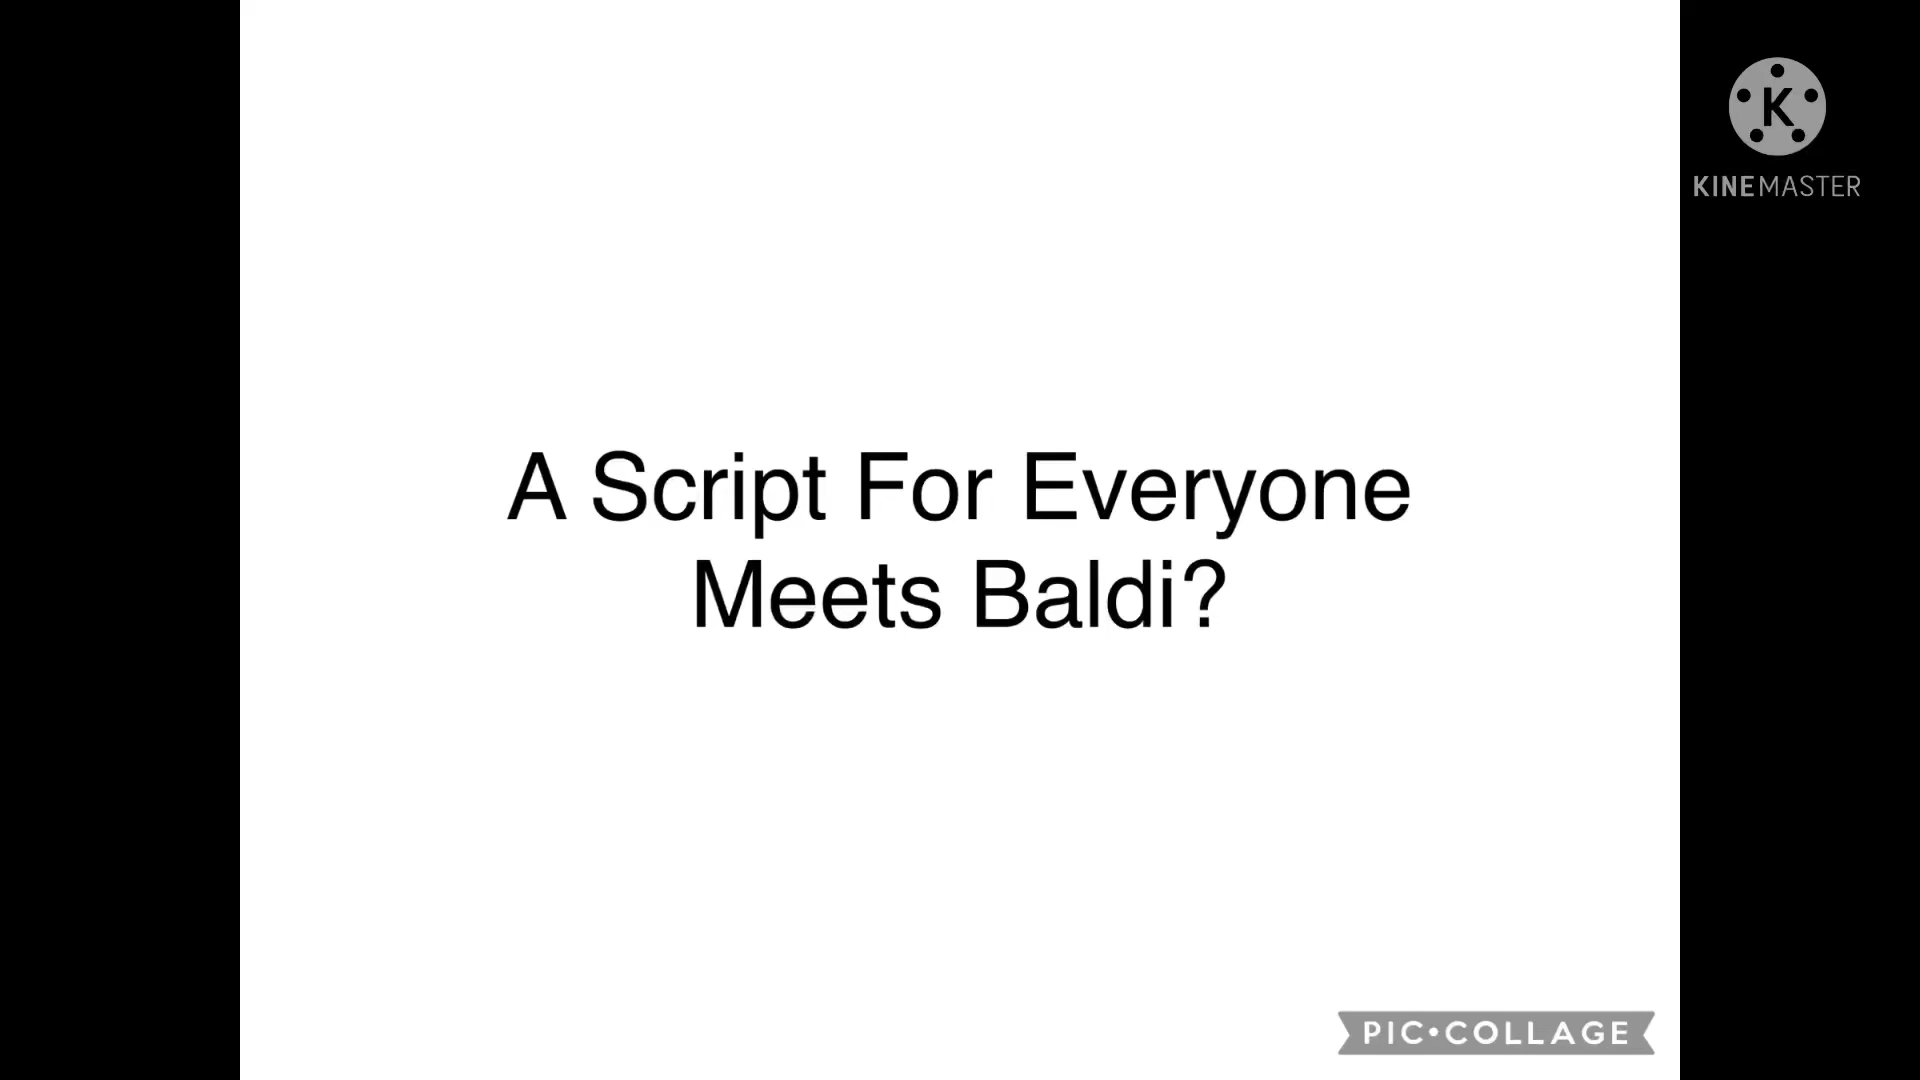 K
KINEMASTER
A Script For Everyone
Meets Baldi?
PIC•COLLAGE